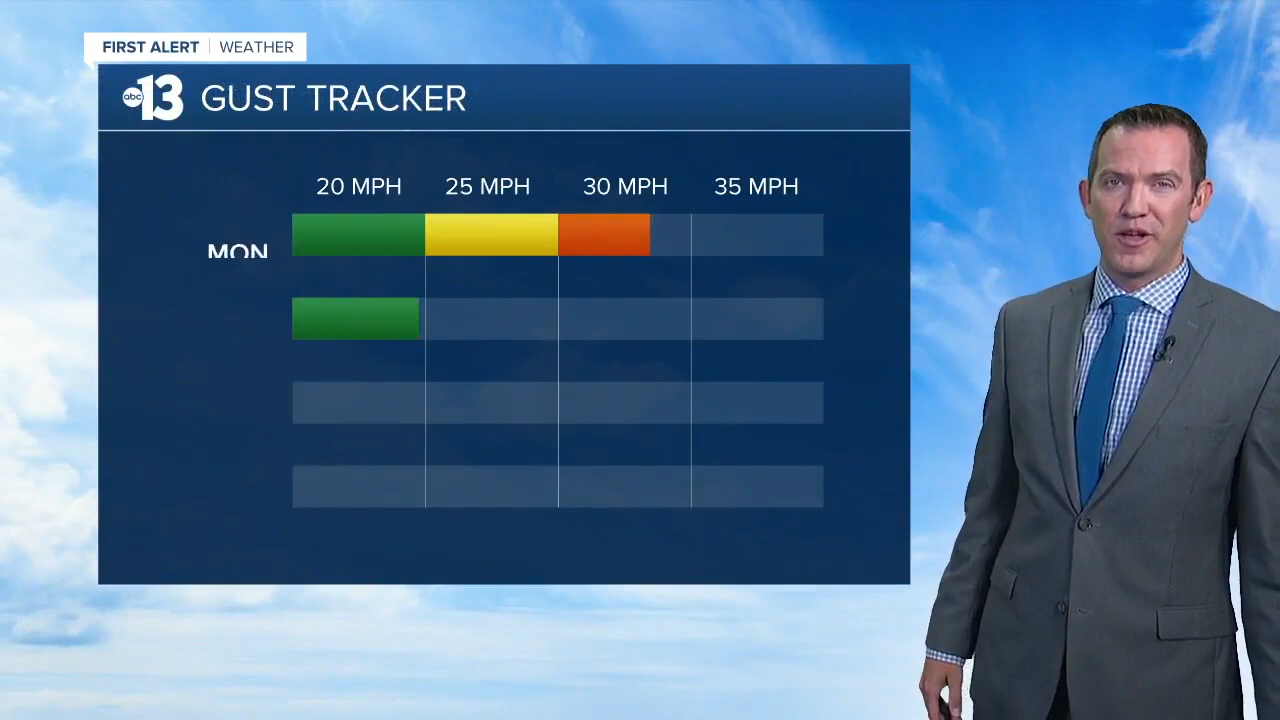 FIRST ALERT | WEATHER
abc 13 GUST TRACKER
20 MPH 25 MPH 30 MPH 35 MPH
MON